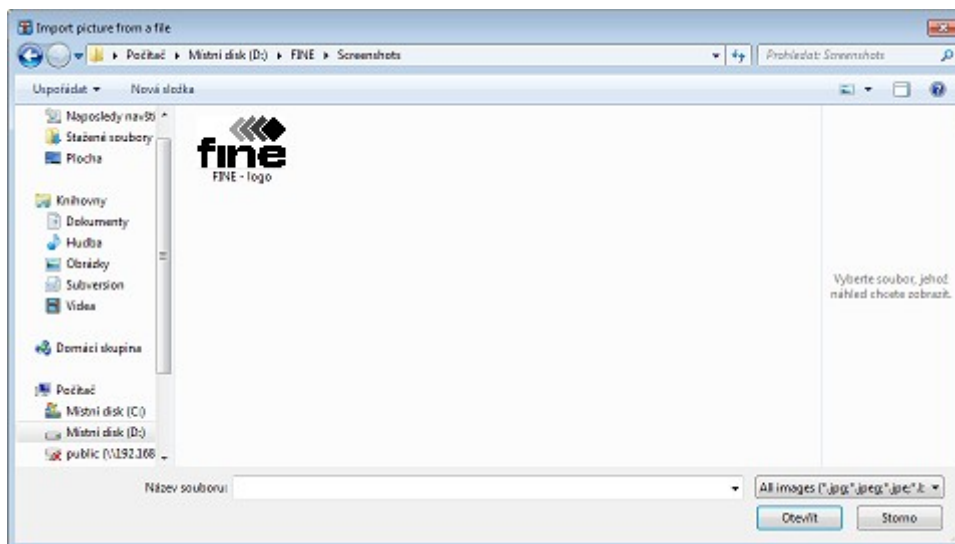 Import picture from a file
Počítač ▸ Místní disk (D:) ▸ FINE ▸ Screenshots
Prohledat: Screenshots
Uspořádat Nová složka
Naposledy navští
Stažené soubory
Plocha
Knihovny
Dokumenty
Hudba
Obrázky
Subversion
Videa
Domácí skupina
Počítač
Místní disk (C:)
Místní disk (D:)
public (\\192.168
fine
FINE - logo
Vyberte soubor, jehož
náhled chcete zobrazit.
Název souboru:
All images (*.jpg;*.jpeg;*.jpe;*.b
Otevřít Storno